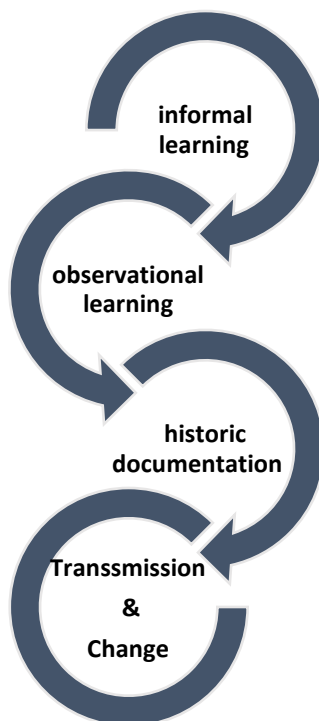 informal
learning
observational
learning
historic
documentation
Transsmission
&
Change